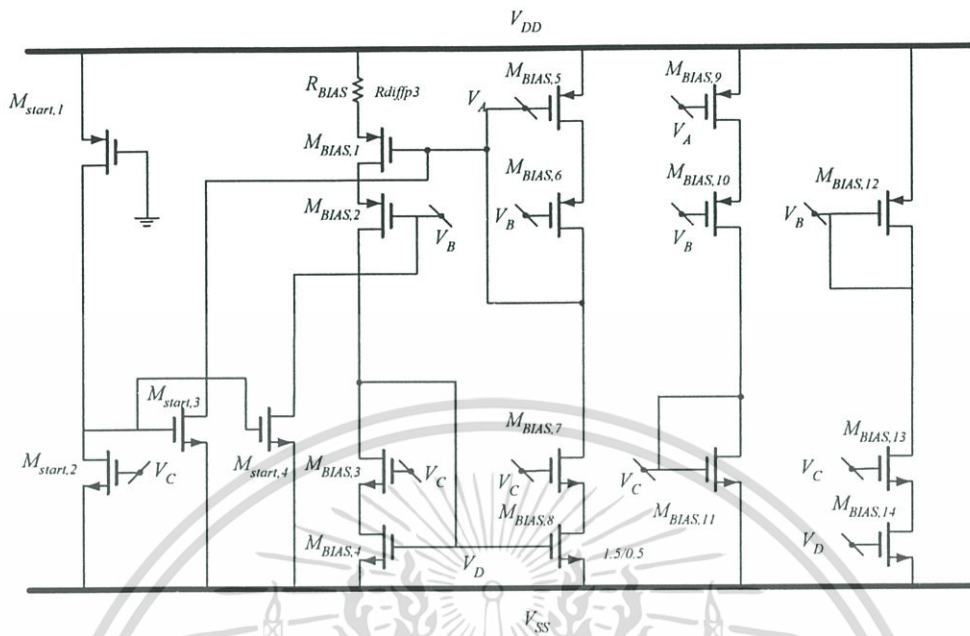 V_DD
M_start,1
R_BIAS
Rdiffp3
M_BIAS,1
M_BIAS,2
V_B
V_A
M_BIAS,5
M_BIAS,6
V_B
M_BIAS,9
V_A
M_BIAS,10
V_B
M_BIAS,12
V_B
M_start,3
M_start,2
V_C
M_start,4
M_BIAS,3
V_C
M_BIAS,4
V_D
M_BIAS,7
V_C
M_BIAS,8
1.5/0.5
V_C
M_BIAS,11
M_BIAS,13
V_C
M_BIAS,14
V_D
V_SS